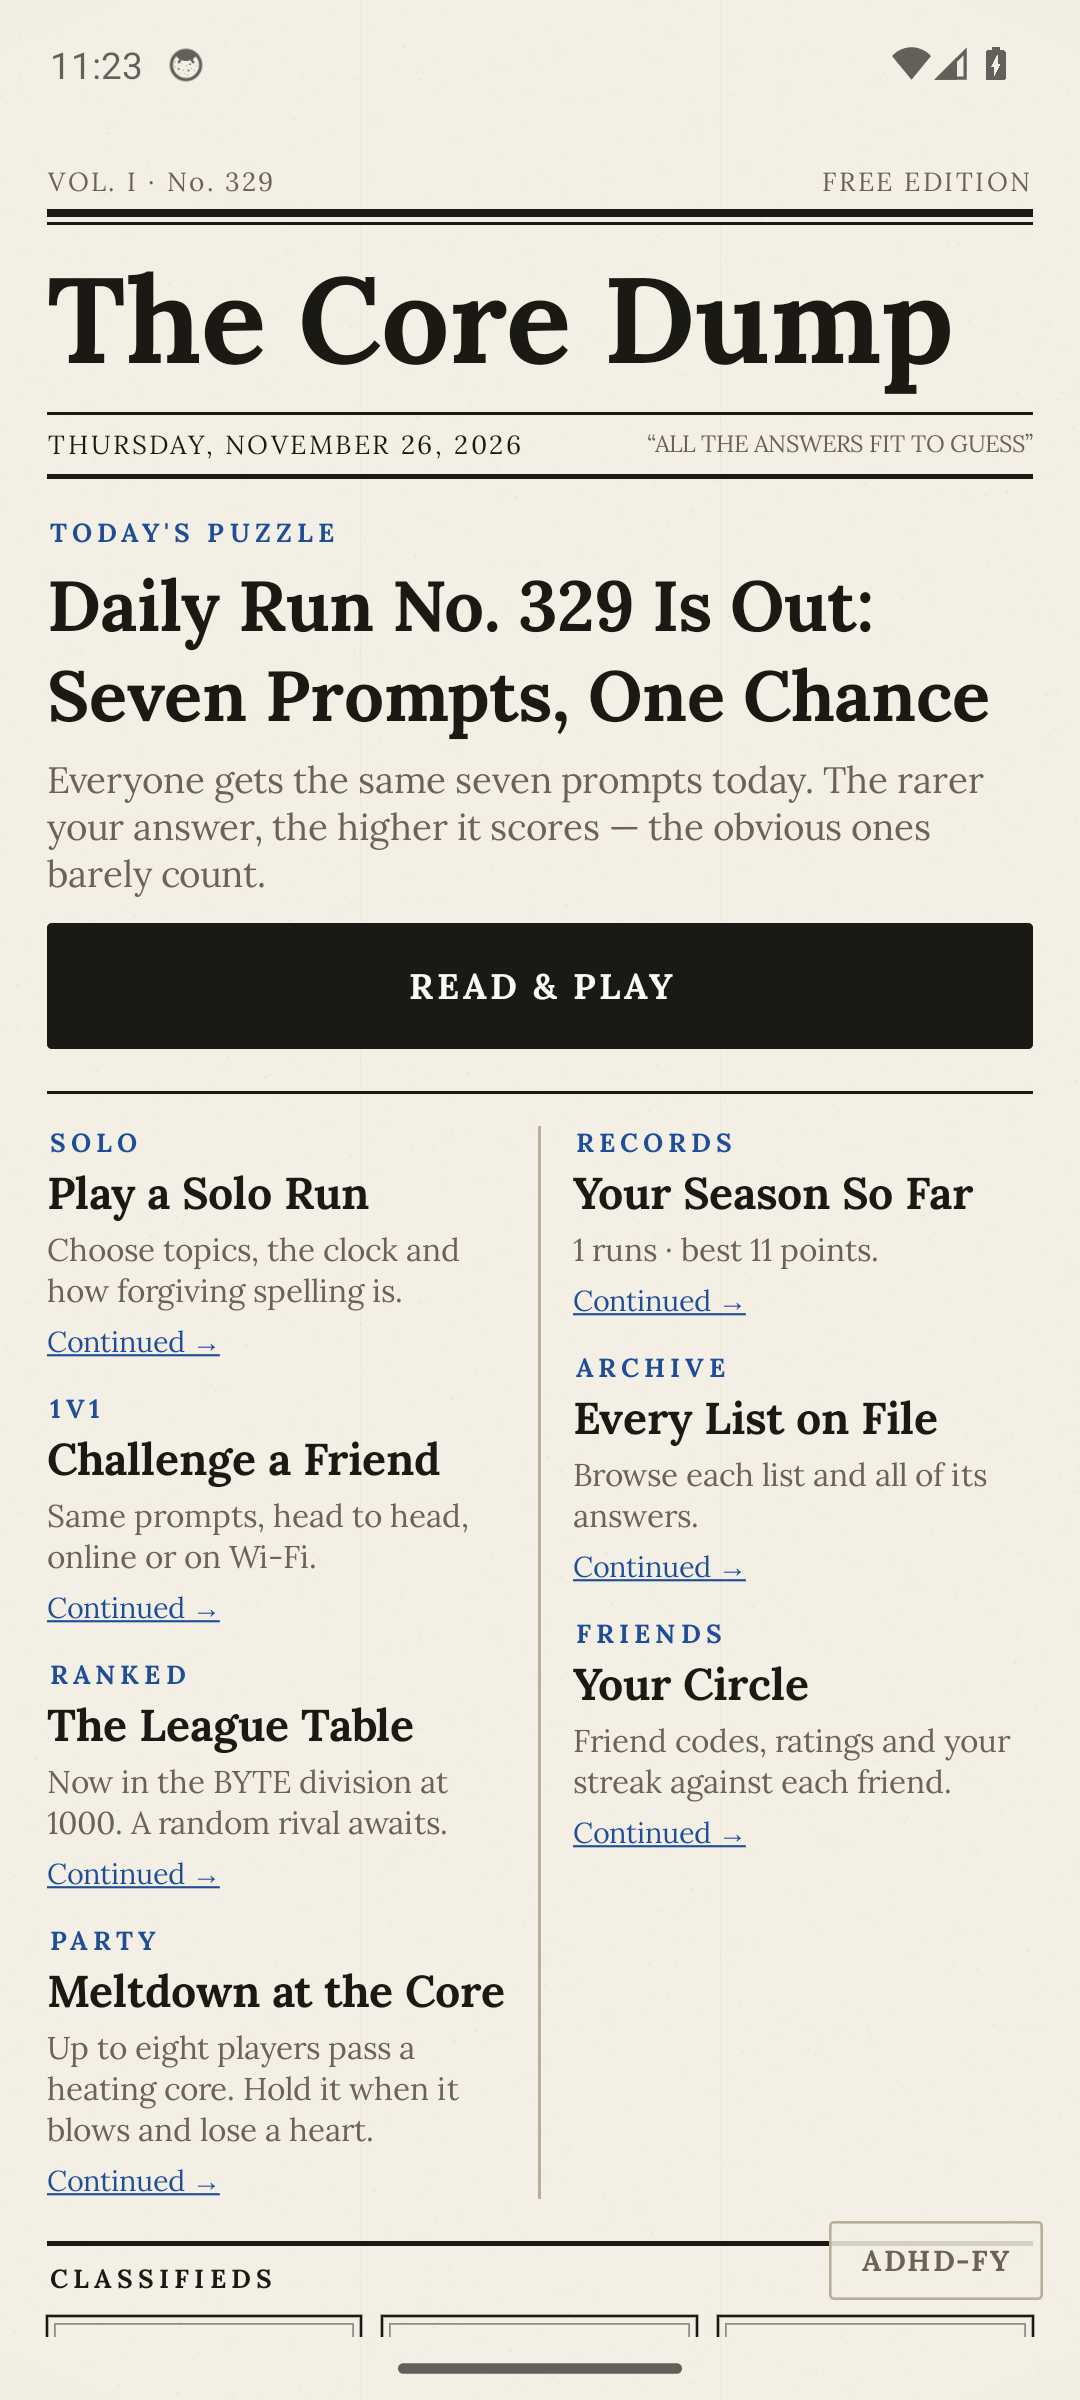 11:23
VOL. I · No. 329
FREE EDITION
The Core Dump
THURSDAY, NOVEMBER 26, 2026
“ALL THE ANSWERS FIT TO GUESS”
TODAY'S PUZZLE
Daily Run No. 329 Is Out:
Seven Prompts, One Chance
Everyone gets the same seven prompts today. The rarer
your answer, the higher it scores — the obvious ones
barely count.
READ & PLAY
SOLO
Play a Solo Run
Choose topics, the clock and
how forgiving spelling is.
Continued →
1V1
Challenge a Friend
Same prompts, head to head,
online or on Wi-Fi.
Continued →
RANKED
The League Table
Now in the BYTE division at
1000. A random rival awaits.
Continued →
PARTY
Meltdown at the Core
Up to eight players pass a
heating core. Hold it when it
blows and lose a heart.
Continued →
RECORDS
Your Season So Far
1 runs · best 11 points.
Continued →
ARCHIVE
Every List on File
Browse each list and all of its
answers.
Continued →
FRIENDS
Your Circle
Friend codes, ratings and your
streak against each friend.
Continued →
ADHD-FY
CLASSIFIEDS